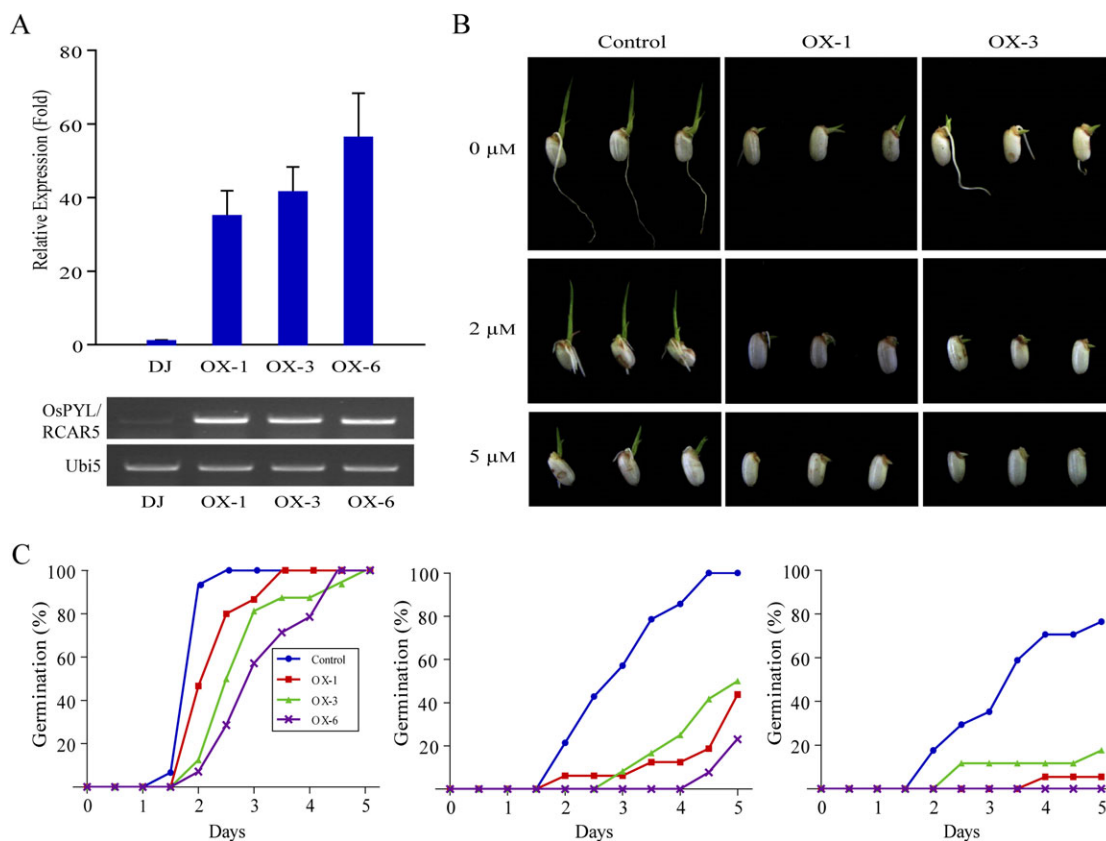 A
Relative Expression (Fold)
80
60
40
20
0
DJ OX-1 OX-3 OX-6
OsPYL/
RCAR5
Ubi5
DJ OX-1 OX-3 OX-6
B
Control OX-1 OX-3
0 μM
2 μM
5 μM
C
Germination (%)
100
80
60
40
20
0 1 2 3 4 5
Days
Control
OX-1
OX-3
OX-6
Germination (%)
100
80
60
40
20
0 1 2 3 4 5
Days
Germination (%)
100
80
60
40
20
0 1 2 3 4 5
Days